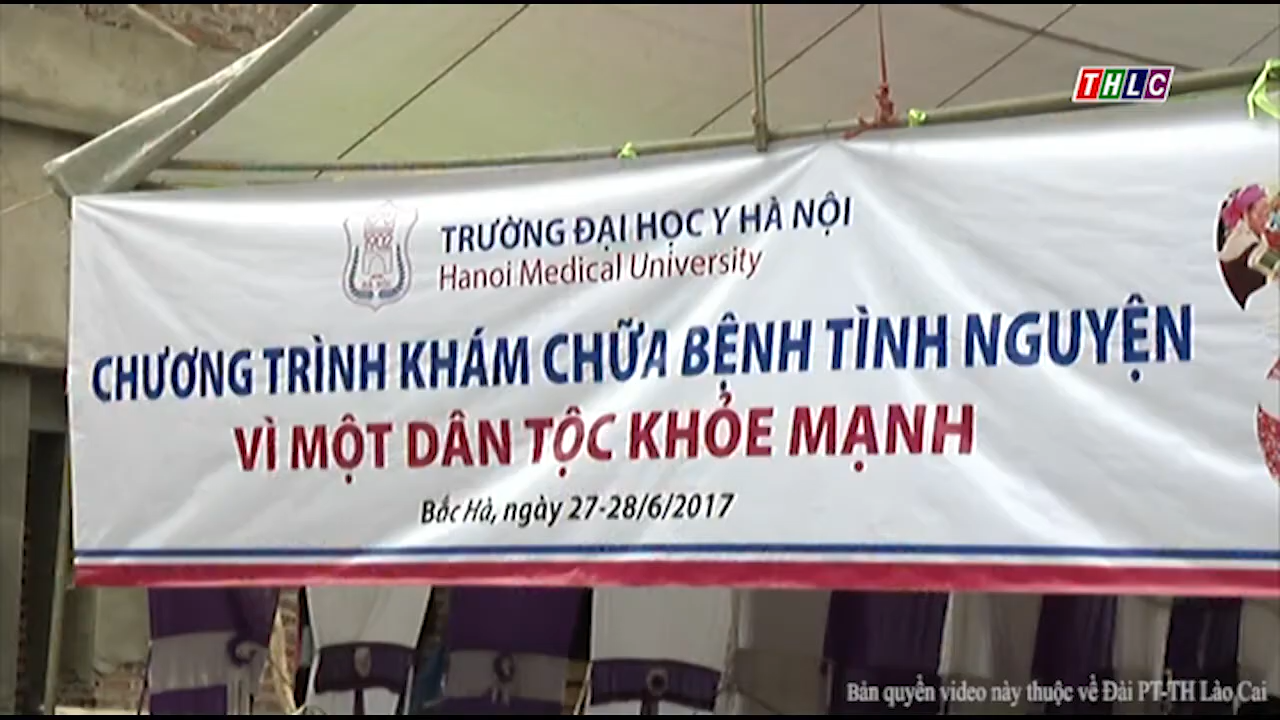 THLC
TRƯỜNG ĐẠI HỌC Y HÀ NỘI
Hanoi Medical University
1902
CHƯƠNG TRÌNH KHÁM CHỮA BỆNH TÌNH NGUYỆN
VÌ MỘT DÂN TỘC KHỎE MẠNH
Bắc Hà, ngày 27-28/6/2017
Bản quyền video này thuộc về Đài PT-TH Lào Cai